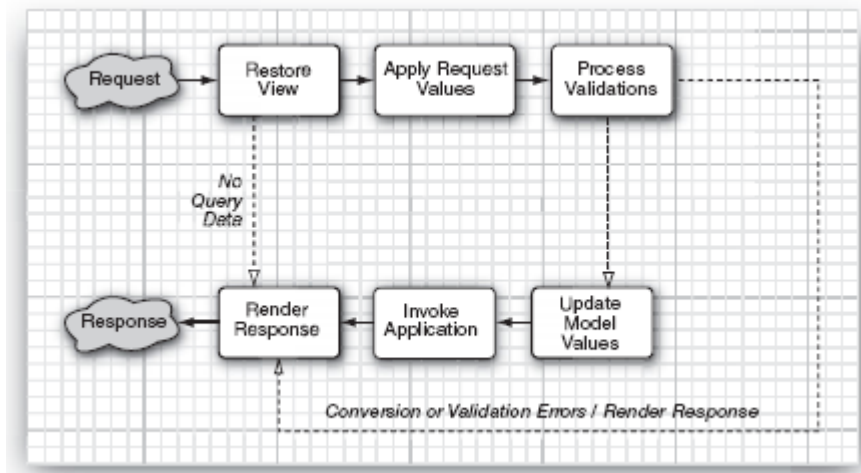 Request
Restore
View
Apply Request
Values
Process
Validations
No
Query
Data
Response
Render
Response
Invoke
Application
Update
Model
Values
Conversion or Validation Errors / Render Response